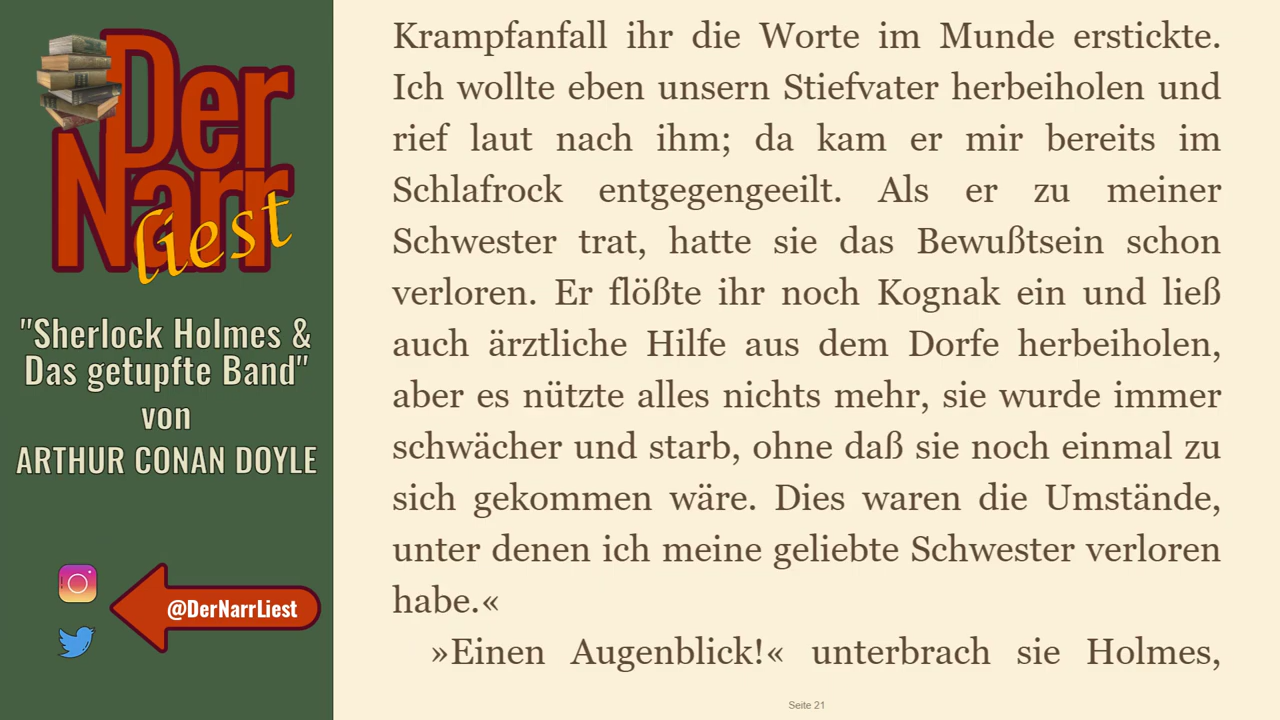 Der
Narr
liest
"Sherlock Holmes &
Das getupfte Band"
von
ARTHUR CONAN DOYLE
@DerNarrLiest
Krampfanfall ihr die Worte im Munde erstickte.
Ich wollte eben unsern Stiefvater herbeiholen und
rief laut nach ihm; da kam er mir bereits im
Schlafrock entgegengeeilt. Als er zu meiner
Schwester trat, hatte sie das Bewußtsein schon
verloren. Er flößte ihr noch Kognak ein und ließ
auch ärztliche Hilfe aus dem Dorfe herbeiholen,
aber es nützte alles nichts mehr, sie wurde immer
schwächer und starb, ohne daß sie noch einmal zu
sich gekommen wäre. Dies waren die Umstände,
unter denen ich meine geliebte Schwester verloren
habe.«
»Einen Augenblick!« unterbrach sie Holmes,
Seite 21